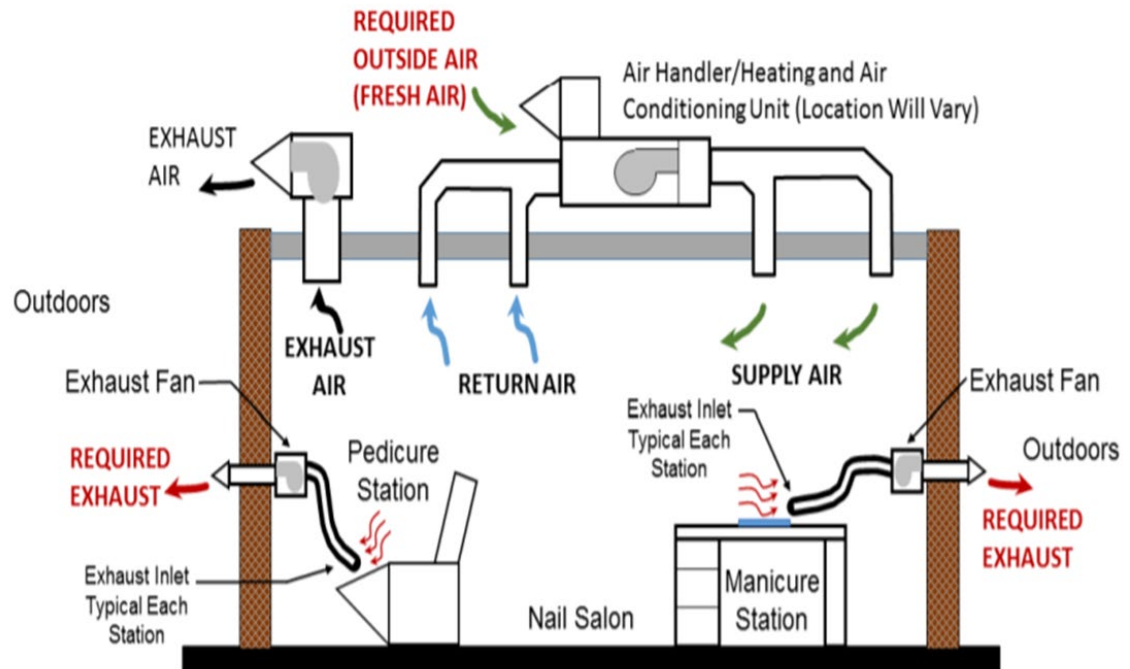 REQUIRED
OUTSIDE AIR
(FRESH AIR)
Air Handler/Heating and Air
Conditioning Unit (Location Will Vary)
EXHAUST
AIR
Outdoors
EXHAUST
AIR
RETURN AIR
SUPPLY AIR
Exhaust Fan
Exhaust Fan
Exhaust Inlet
Typical Each
Station
REQUIRED
EXHAUST
Pedicure
Station
Outdoors
REQUIRED
EXHAUST
Exhaust Inlet
Typical Each
Station
Nail Salon
Manicure
Station